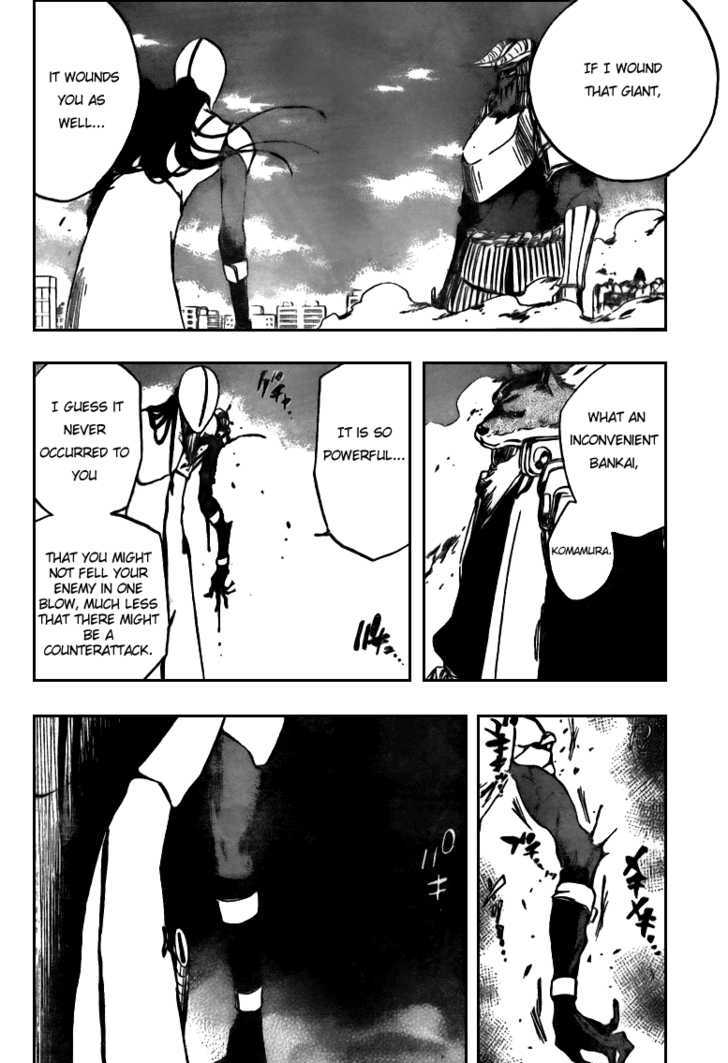 IF I WOUND
THAT GIANT,
IT WOUNDS
YOU AS
WELL...
WHAT AN
INCONVENIENT
BANKAI,
KOMAMURA.
IT IS SO
POWERFUL...
I GUESS IT
NEVER
OCCURRED TO
YOU
THAT YOU MIGHT
NOT FELL YOUR
ENEMY IN ONE
BLOW, MUCH LESS
THAT THERE MIGHT
BE A
COUNTERATTACK.